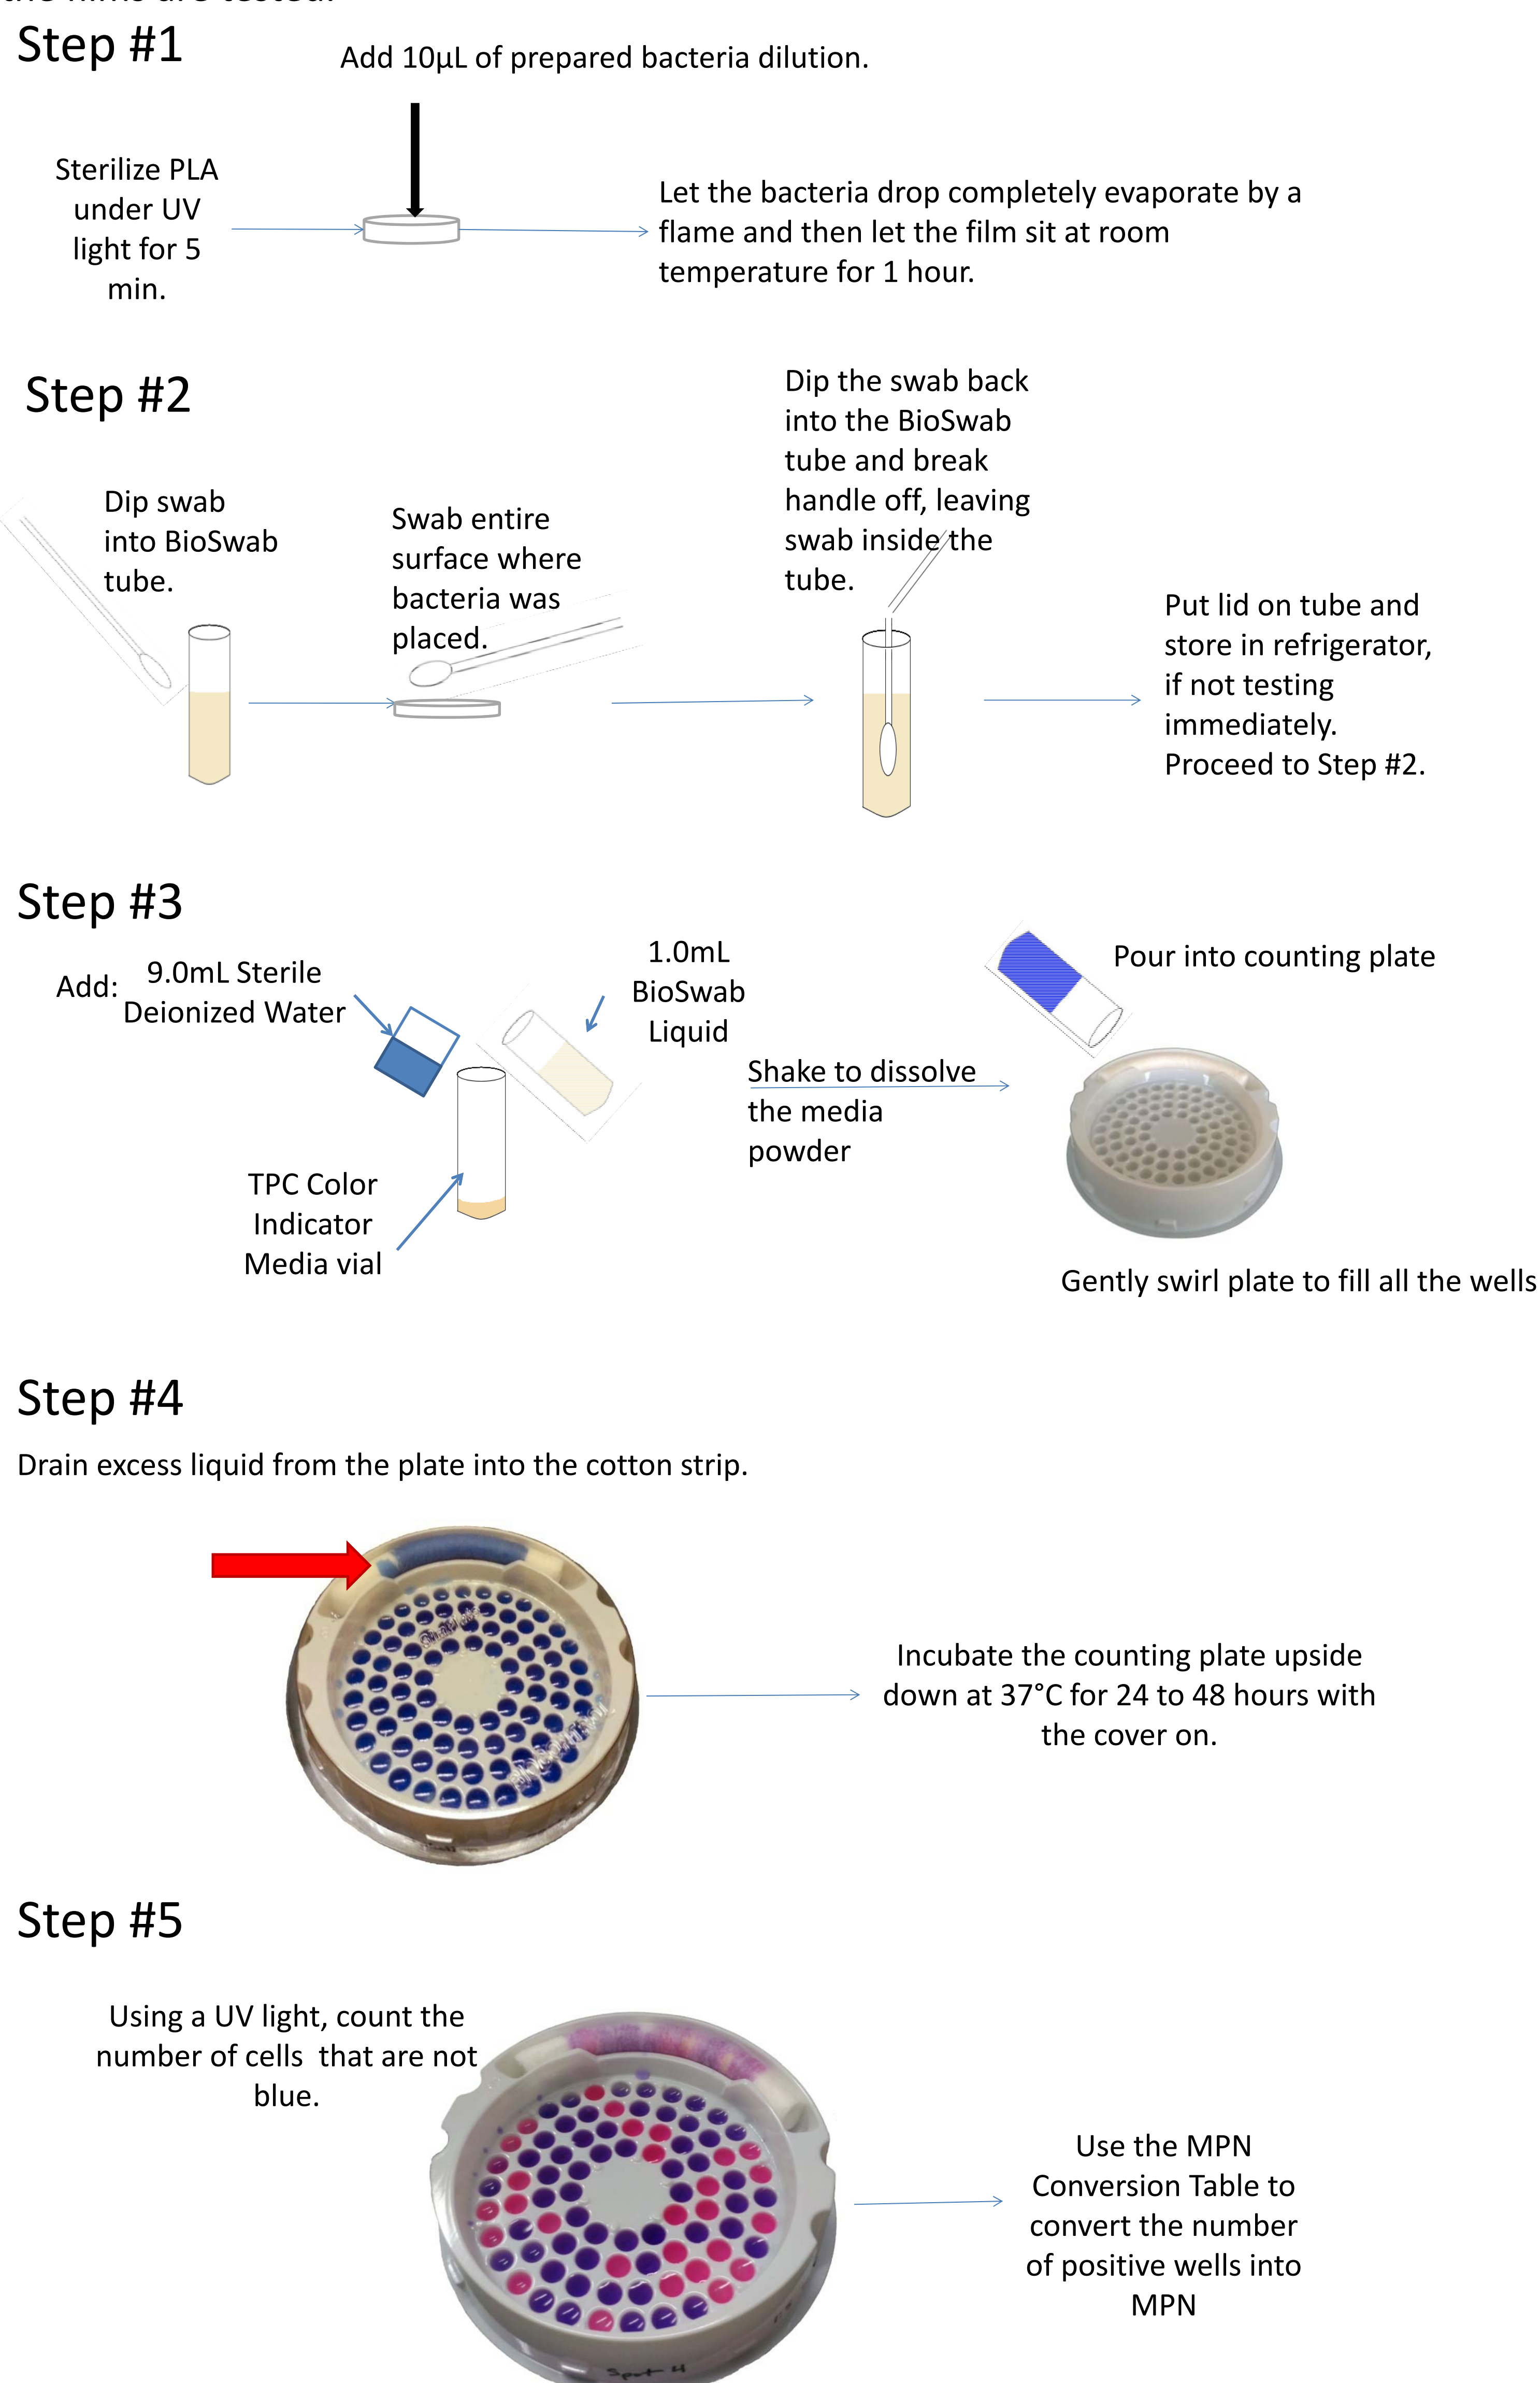 the films are tested.
Step #1
Add 10µL of prepared bacteria dilution.
Sterilize PLA
under UV
light for 5
min.
Let the bacteria drop completely evaporate by a
flame and then let the film sit at room
temperature for 1 hour.
Step #2
Dip swab
into BioSwab
tube.
Swab entire
surface where
bacteria was
placed.
Dip the swab back
into the BioSwab
tube and break
handle off, leaving
swab inside the
tube.
Put lid on tube and
store in refrigerator,
if not testing
immediately.
Proceed to Step #2.
Step #3
Add:
9.0mL Sterile
Deionized Water
1.0mL
BioSwab
Liquid
TPC Color
Indicator
Media vial
Shake to dissolve
the media
powder
Pour into counting plate
Gently swirl plate to fill all the wells
Step #4
Drain excess liquid from the plate into the cotton strip.
Incubate the counting plate upside
down at 37°C for 24 to 48 hours with
the cover on.
Step #5
Using a UV light, count the
number of cells that are not
blue.
Use the MPN
Conversion Table to
convert the number
of positive wells into
MPN